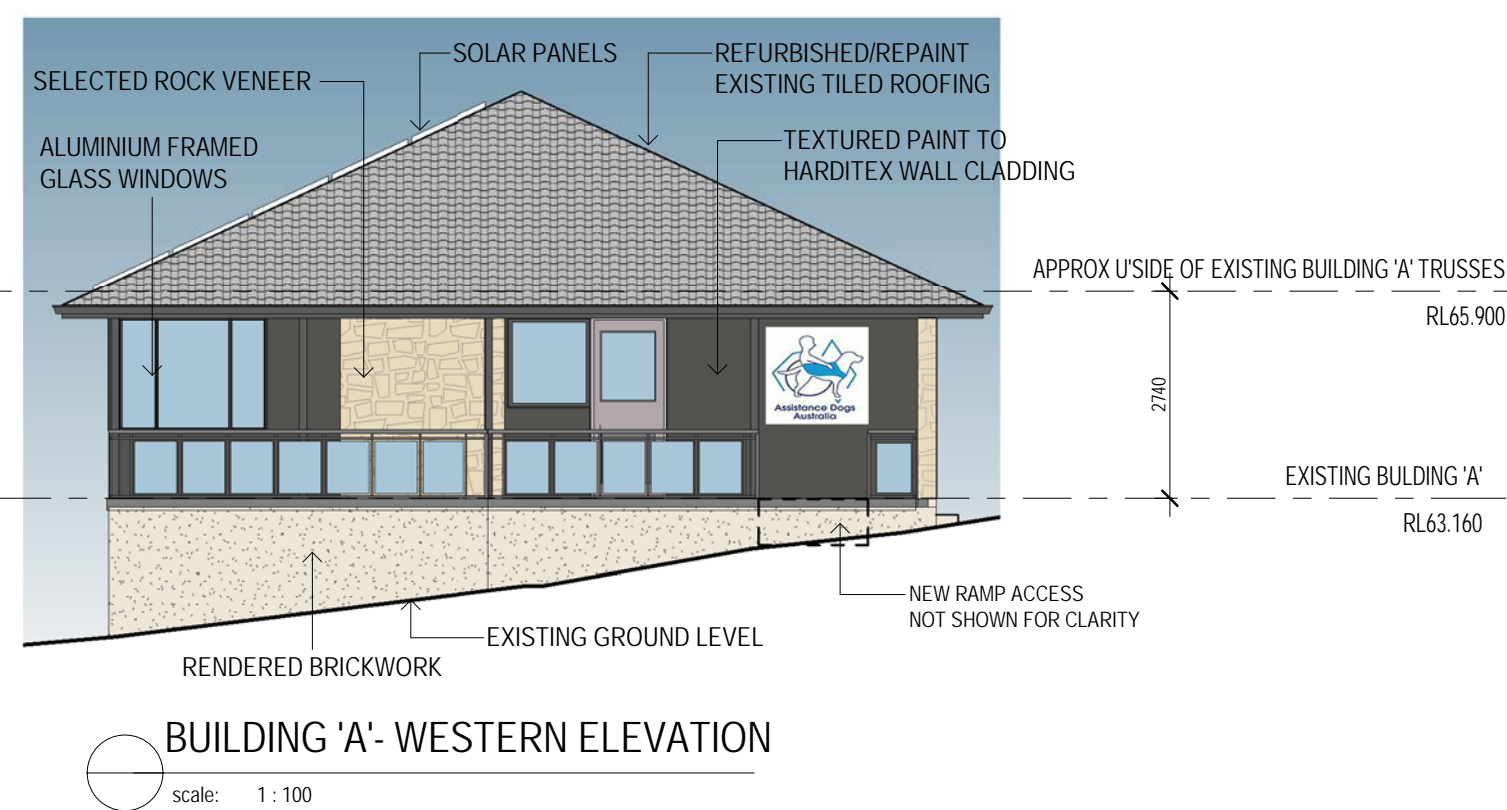 SOLAR PANELS
REFURBISHED/REPAINT
EXISTING TILED ROOFING
SELECTED ROCK VENEER
TEXTURED PAINT TO
HARDITEX WALL CLADDING
ALUMINIUM FRAMED
GLASS WINDOWS
APPROX U'SIDE OF EXISTING BUILDING 'A' TRUSSES
RL65.900
2740
Assistance Dogs
Australia
EXISTING BULDING 'A'
RL63.160
NEW RAMP ACCESS
NOT SHOWN FOR CLARITY
EXISTING GROUND LEVEL
RENDERED BRICKWORK
BUILDING 'A'- WESTERN ELEVATION
scale: 1 : 100